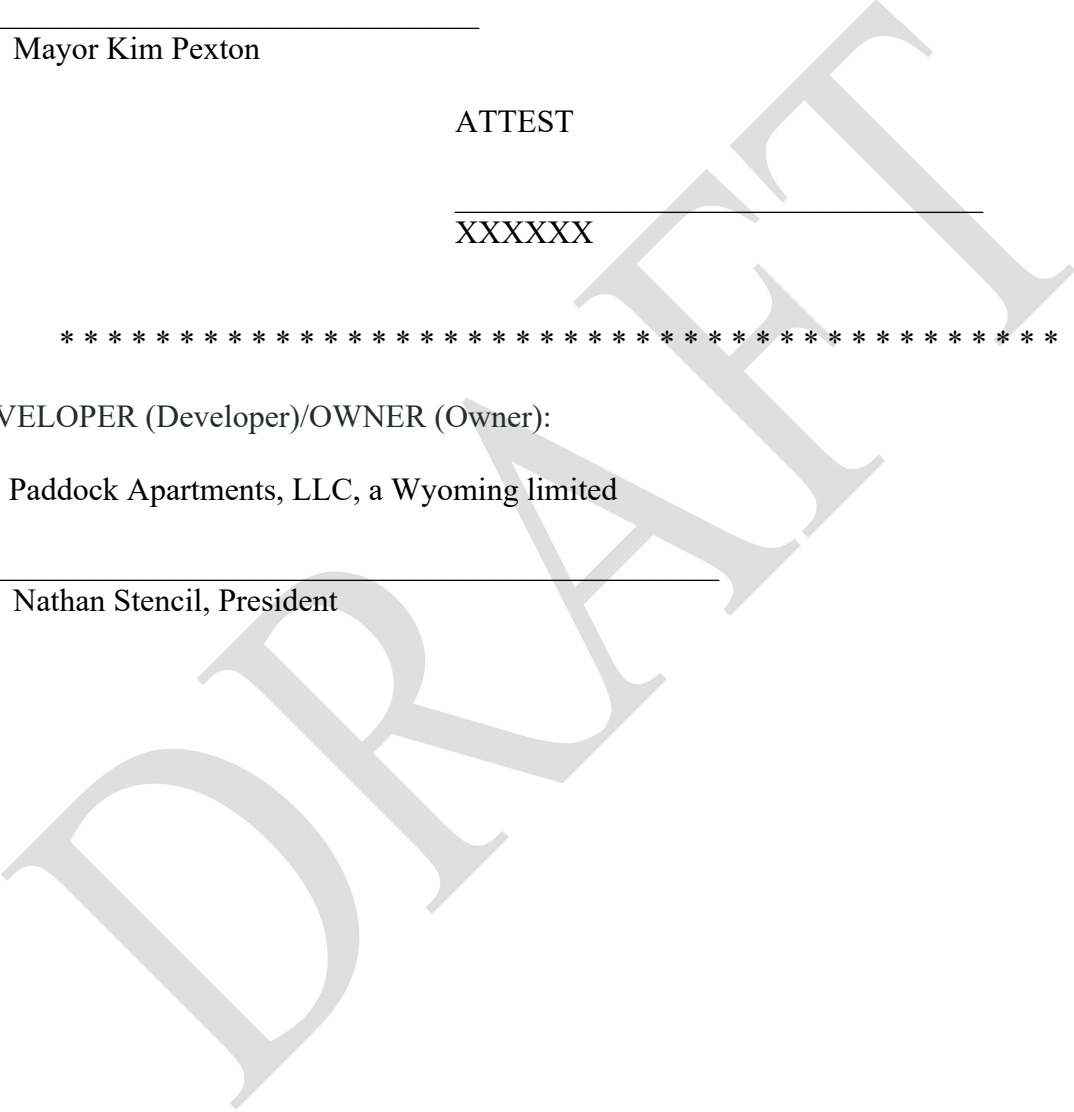 Mayor Kim Pexton
ATTEST
XXXXXX
* * * * * * * * * * * * * * * * * * * * * * * * * * * * * * * * * * * * * * * * * *
VELOPER (Developer)/OWNER (Owner):
Paddock Apartments, LLC, a Wyoming limited
Nathan Stencil, President
DRAFT